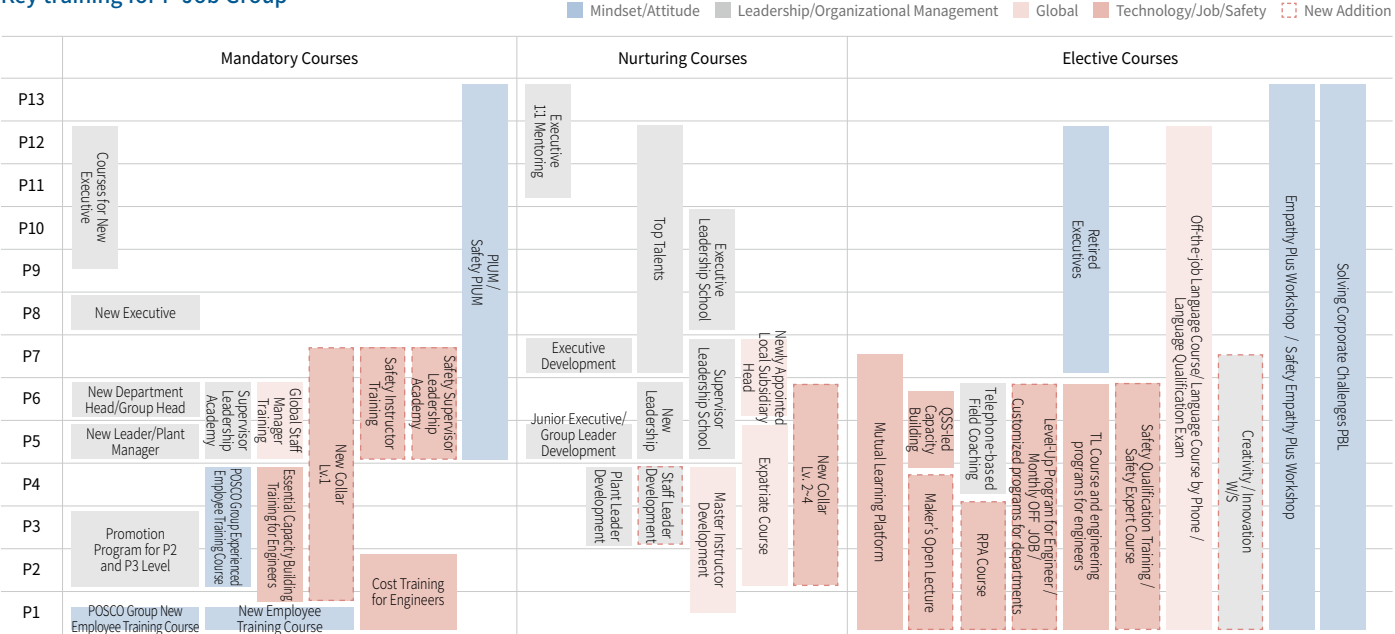 Key training for P Job Group
Mindset/Attitude
Leadership/Organizational Management
Global
Technology/Job/Safety
New Addition
Mandatory Courses
Nurturing Courses
Elective Courses
P13
P12
P11
P10
P9
P8
P7
P6
P5
P4
P3
P2
P1
Courses for New
Executive
New Executive
New Department
Head/Group Head
New Leader/Plant
Manager
Promotion
Program for P2
and P3 Level
POSCO Group New
Employee Training Course
Supervisor
Leadership
Academy
POSCO Group Experienced
Employee Training Course
New Employee
Training Course
Global Staff
Manager
Training
Essential Capacity Building
Training for Engineers
New Collar
Lv.1
Safety Instructor
Training
Cost Training
for Engineers
Safety Supervisor
Leadership
Academy
PIUM /
Safety PIUM
Executive
1:1 Mentoring
Executive
Development
Junior Executive/
Group Leader
Development
Plant Leader
Development
Top Talents
New
Leadership
Staff Leader
Development
Executive
Leadership School
Supervisor
Leadership School
Master Instructor
Development
Newly Appointed
Local Subsidiary
Head
Expatriate Course
New Collar
Lv. 2~4
Mutual Learning Platform
QSS-led
Capacity
Building
Maker's Open Lecture
Telephone-based
Field Coaching
RPA Course
Level-Up Program for Engineer /
Monthly OFF JOB /
Customized programs for departments
Retired
Executives
TL Course and engineering
programs for engineers
Safety Qualification Training /
Safety Expert Course
Off-the-job Language Course/ Language Course by Phone /
Language Qualification Exam
Creativity / Innovation
W/S
Empathy Plus Workshop / Safety Empathy Plus Workshop
Solving Corporate Challenges PBL